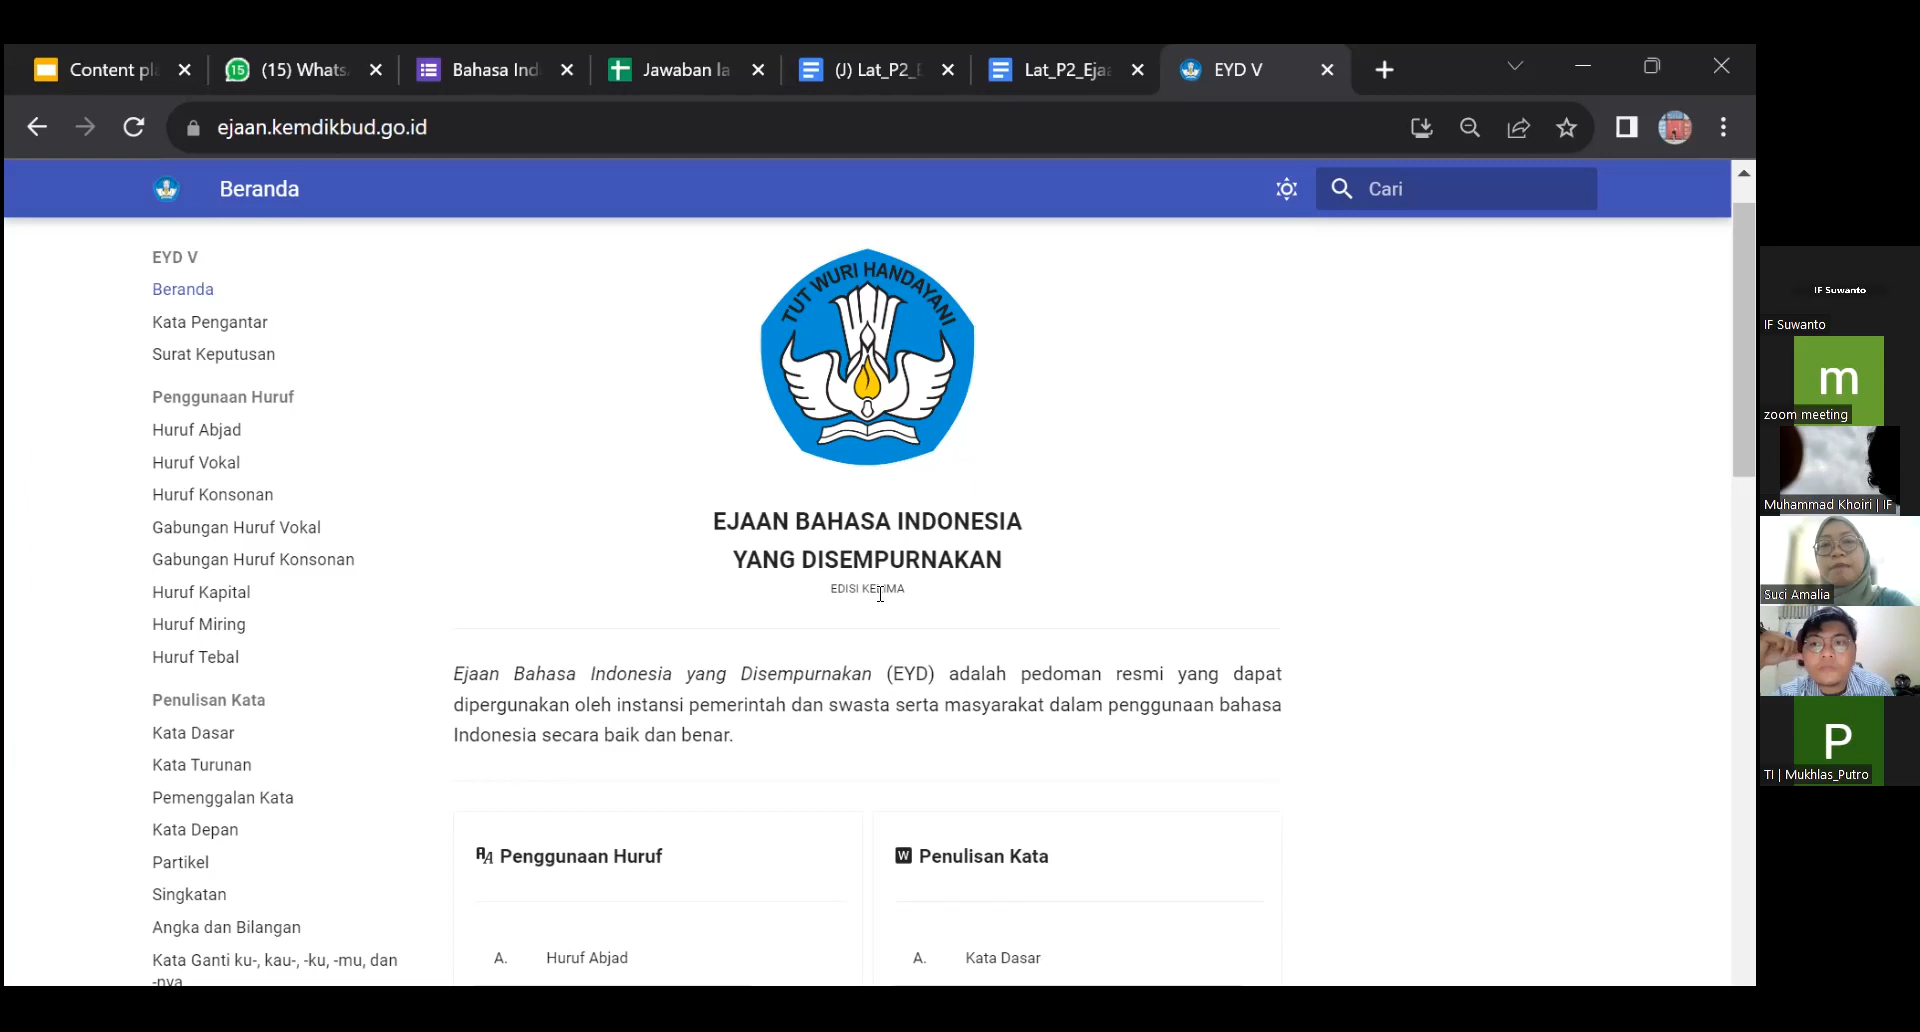 Content pl
15
(15) Whats
Bahasa Ind
Jawaban la
(J) Lat_P2_E
Lat_P2_Ejaa
EYD V
ejaan.kemdikbud.go.id
Beranda
Cari
EYD V
Beranda
Kata Pengantar
Surat Keputusan
Penggunaan Huruf
Huruf Abjad
Huruf Vokal
Huruf Konsonan
Gabungan Huruf Vokal
Gabungan Huruf Konsonan
Huruf Kapital
Huruf Miring
Huruf Tebal
Penulisan Kata
Kata Dasar
Kata Turunan
Pemenggalan Kata
Kata Depan
Partikel
Singkatan
Angka dan Bilangan
Kata Ganti ku-, kau-, -ku, -mu, dan
-nya
TUT WURI HANDAYANI
EJAAN BAHASA INDONESIA
YANG DISEMPURNAKAN
EDISI KELIMA
Ejaan Bahasa Indonesia yang Disempurnakan (EYD) adalah pedoman resmi yang dapat
dipergunakan oleh instansi pemerintah dan swasta serta masyarakat dalam penggunaan bahasa
Indonesia secara baik dan benar.
Penggunaan Huruf
A. Huruf Abjad
W Penulisan Kata
A. Kata Dasar
IF Suwanto
IF Suwanto
m
zoom meeting
Muhammad Khoiri | IF
Suci Amalia
P
TI | Mukhlas_Putro